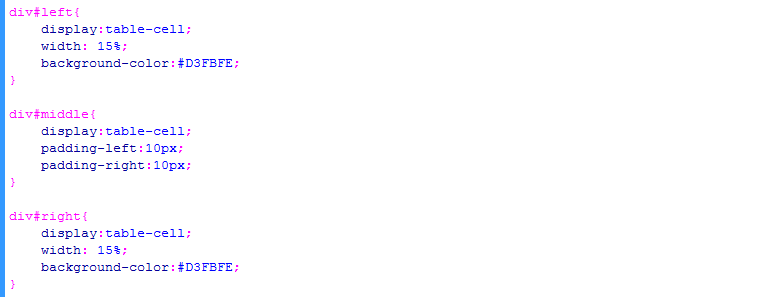 div#left{
    display:table-cell;
    width: 15%;
    background-color:#D3FBFE;
}

div#middle{
    display:table-cell;
    padding-left:10px;
    padding-right:10px;
}

div#right{
    display:table-cell;
    width: 15%;
    background-color:#D3FBFE;
}